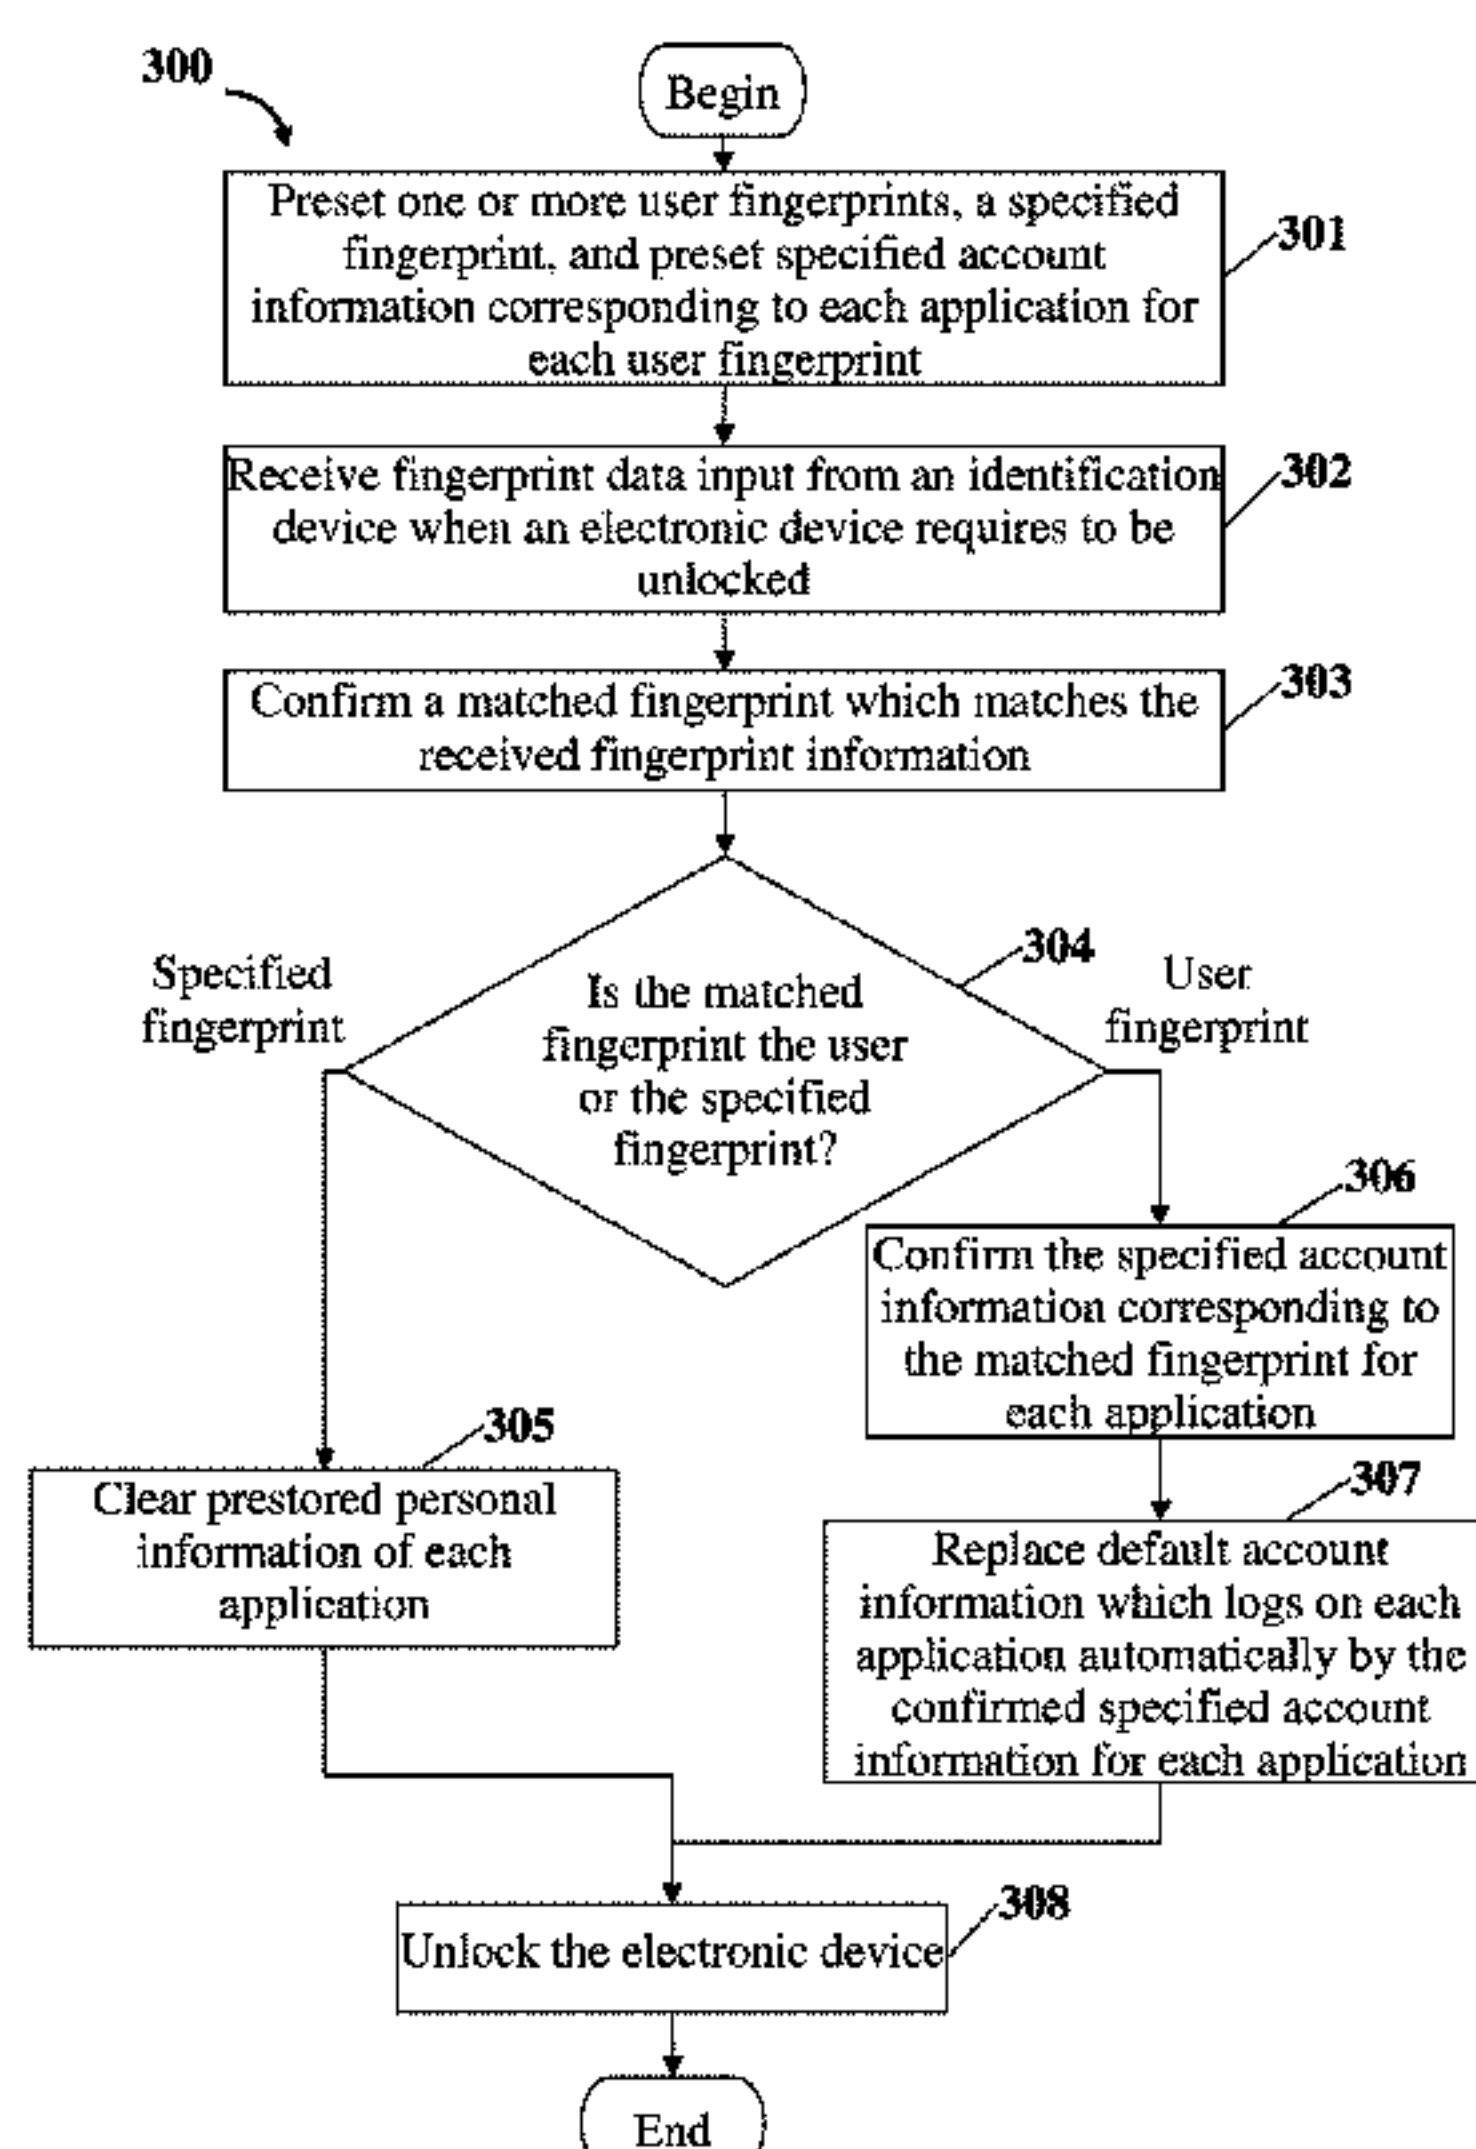 300
Begin
Preset one or more user fingerprints, a specified
fingerprint, and preset specified account
information corresponding to each application for
each user fingerprint
301
Receive fingerprint data input from an identification
device when an electronic device requires to be
unlocked
302
Confirm a matched fingerprint which matches the
received fingerprint information
303
304
Specified
fingerprint
Is the matched
fingerprint the user
or the specified
fingerprint?
User
fingerprint
306
Confirm the specified account
information corresponding to
the matched fingerprint for
each application
305
Clear prestored personal
information of each
application
307
Replace default account
information which logs on each
application automatically by the
confirmed specified account
information for each application
308
Unlock the electronic device
End